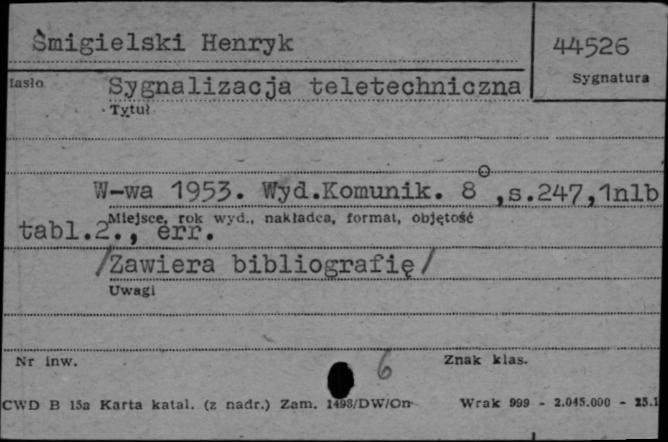 Śmigielski Henryk
44526
Hasło
Sygnatura
Sygnalizacja teletechniczna
Tytuł
W-wa 1953. Wyd.Komunik. 8°,s.247,1nlb
Miejsce, rok wyd., nakładca, format, objętość
tabl.2., err.
/Zawiera bibliografię/
Uwagi
Nr inw.
6
Znak klas.
CWD B 15a Karta katal. (z nadr.) Zam. 1498/DW/On Wrak 999 - 2.045.000 - 25.1